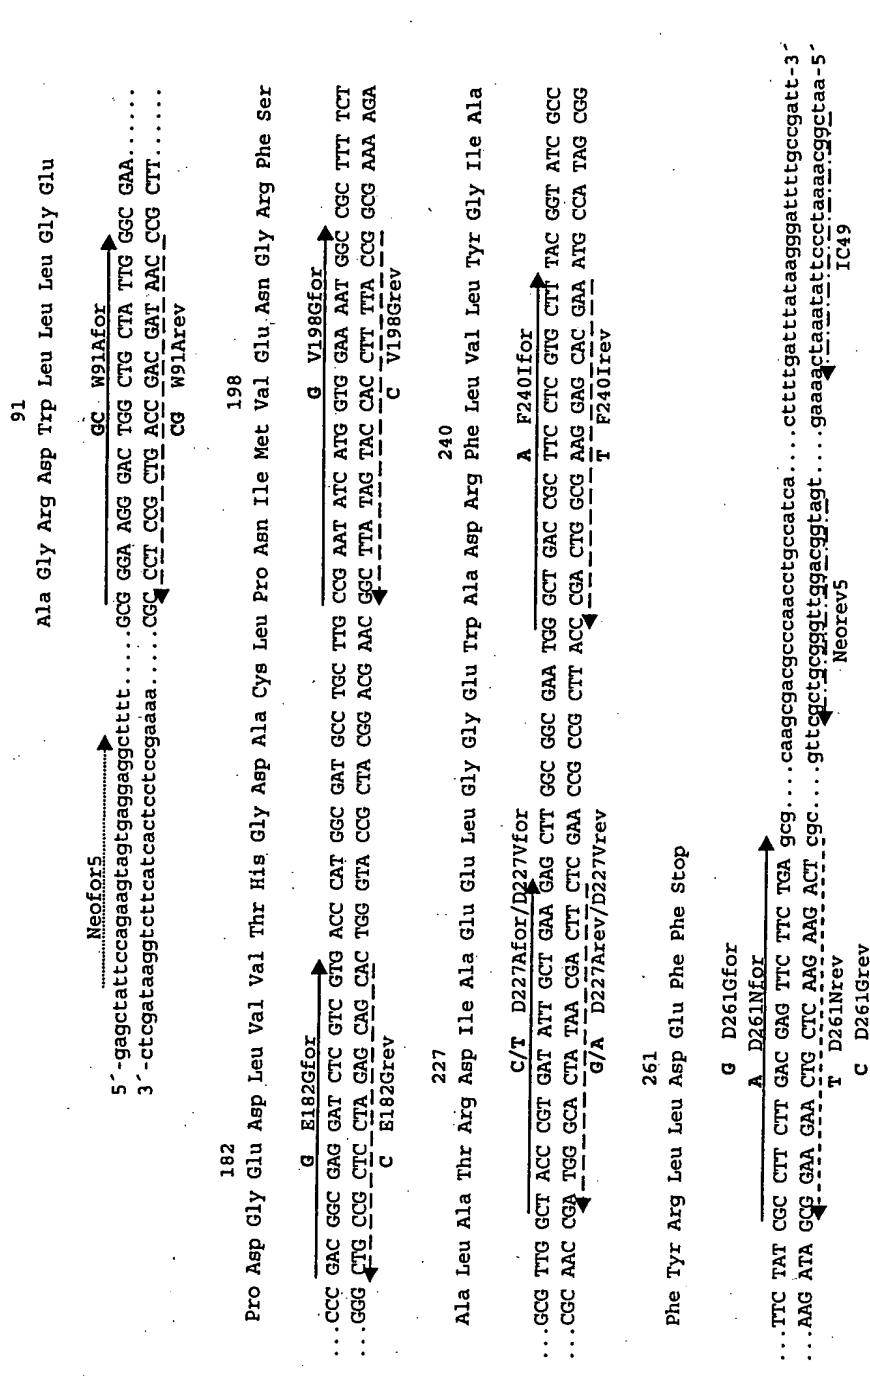 91
Ala Gly Arg Asp Trp Leu Leu Leu Gly Glu
Neofor5 GC W91Afor
5´-gagctattccagaagtagtgaggaggctttt.....GCG GGA AGG GAC TGG CTG CTA TTG GGC GAA......
3´-ctcgataaggtcttcatcactcctccgaaaa.....CGC CCT CCG CTG ACC GAC GAT AAC CCG CTT......
CG W91Arev
182 198
Pro Asp Gly Glu Asp Leu Val Val Thr His Gly Asp Ala Cys Leu Pro Asn Ile Met Val Glu Asn Gly Arg Phe Ser
G E182Gfor G V198Gfor
...CCC GAC GGC GAG GAT CTC GTC GTG ACC CAT GGC GAT GCC TGC TTG CCG AAT ATC ATG GTG GAA AAT GGC CGC TTT TCT
...GGG CTG CCG CTC CTA GAG CAG CAC TGG GTA CCG CTA CGG ACG AAC GGC TTA TAG TAC CAC CTT TTA CCG GCG AAA AGA
C E182Grev C V198Grev
227 240
Ala Leu Ala Thr Arg Asp Ile Ala Glu Glu Leu Gly Gly Glu Trp Ala Asp Arg Phe Leu Val Leu Tyr Gly Ile Ala
C/T D227Afor/D227Vfor A F240Ifor
...GCG TTG GCT ACC CGT GAT ATT GCT GAA GAG CTT GGC GGC GAA TGG GCT GAC CGC TTC CTC GTG CTT TAC GGT ATC GCC
...CGC AAC CGA TGG GCA CTA TAA CGA CTT CTC GAA CCG CCG CTT ACC CGA CTG GCG AAG GAG CAC GAA ATG CCA TAG CGG
G/A D227Arev/D227Vrev T F240Irev
261
Phe Tyr Arg Leu Leu Asp Glu Phe Phe Stop
G D261Gfor
A D261Nfor
...TTC TAT CGC CTT CTT GAC GAG TTC TTC TGA gcg....caagcgacgcccaacctgccatca....cttttgatttataagggattttgccgatt-3´
...AAG ATA GCG GAA GAA CTG CTC AAG AAG ACT cgc....gttcgctgcgggttggacggtagt....gaaaactaaatattccctaaaacggctaa-5´
T D261Nrev Neorev5 IC49
C D261Grev